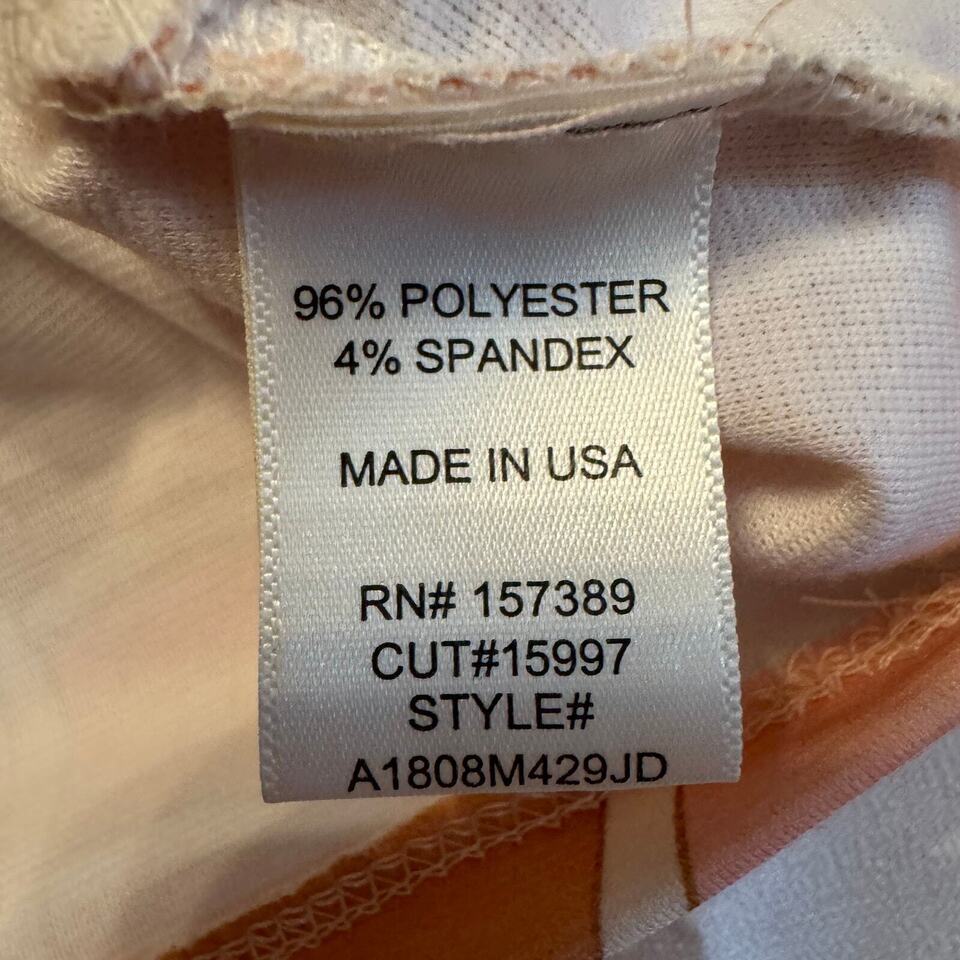 96% POLYESTER
4% SPANDEX
MADE IN USA
RN# 157389
CUT#15997
STYLE#
A1808M429JD